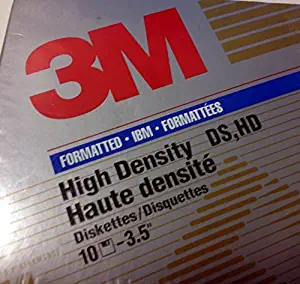 3M
FORMATTED • IBM • FORMATTÉES
High Density DS, HD
Haute densité
Diskettes/Disquettes
10 - 3.5"